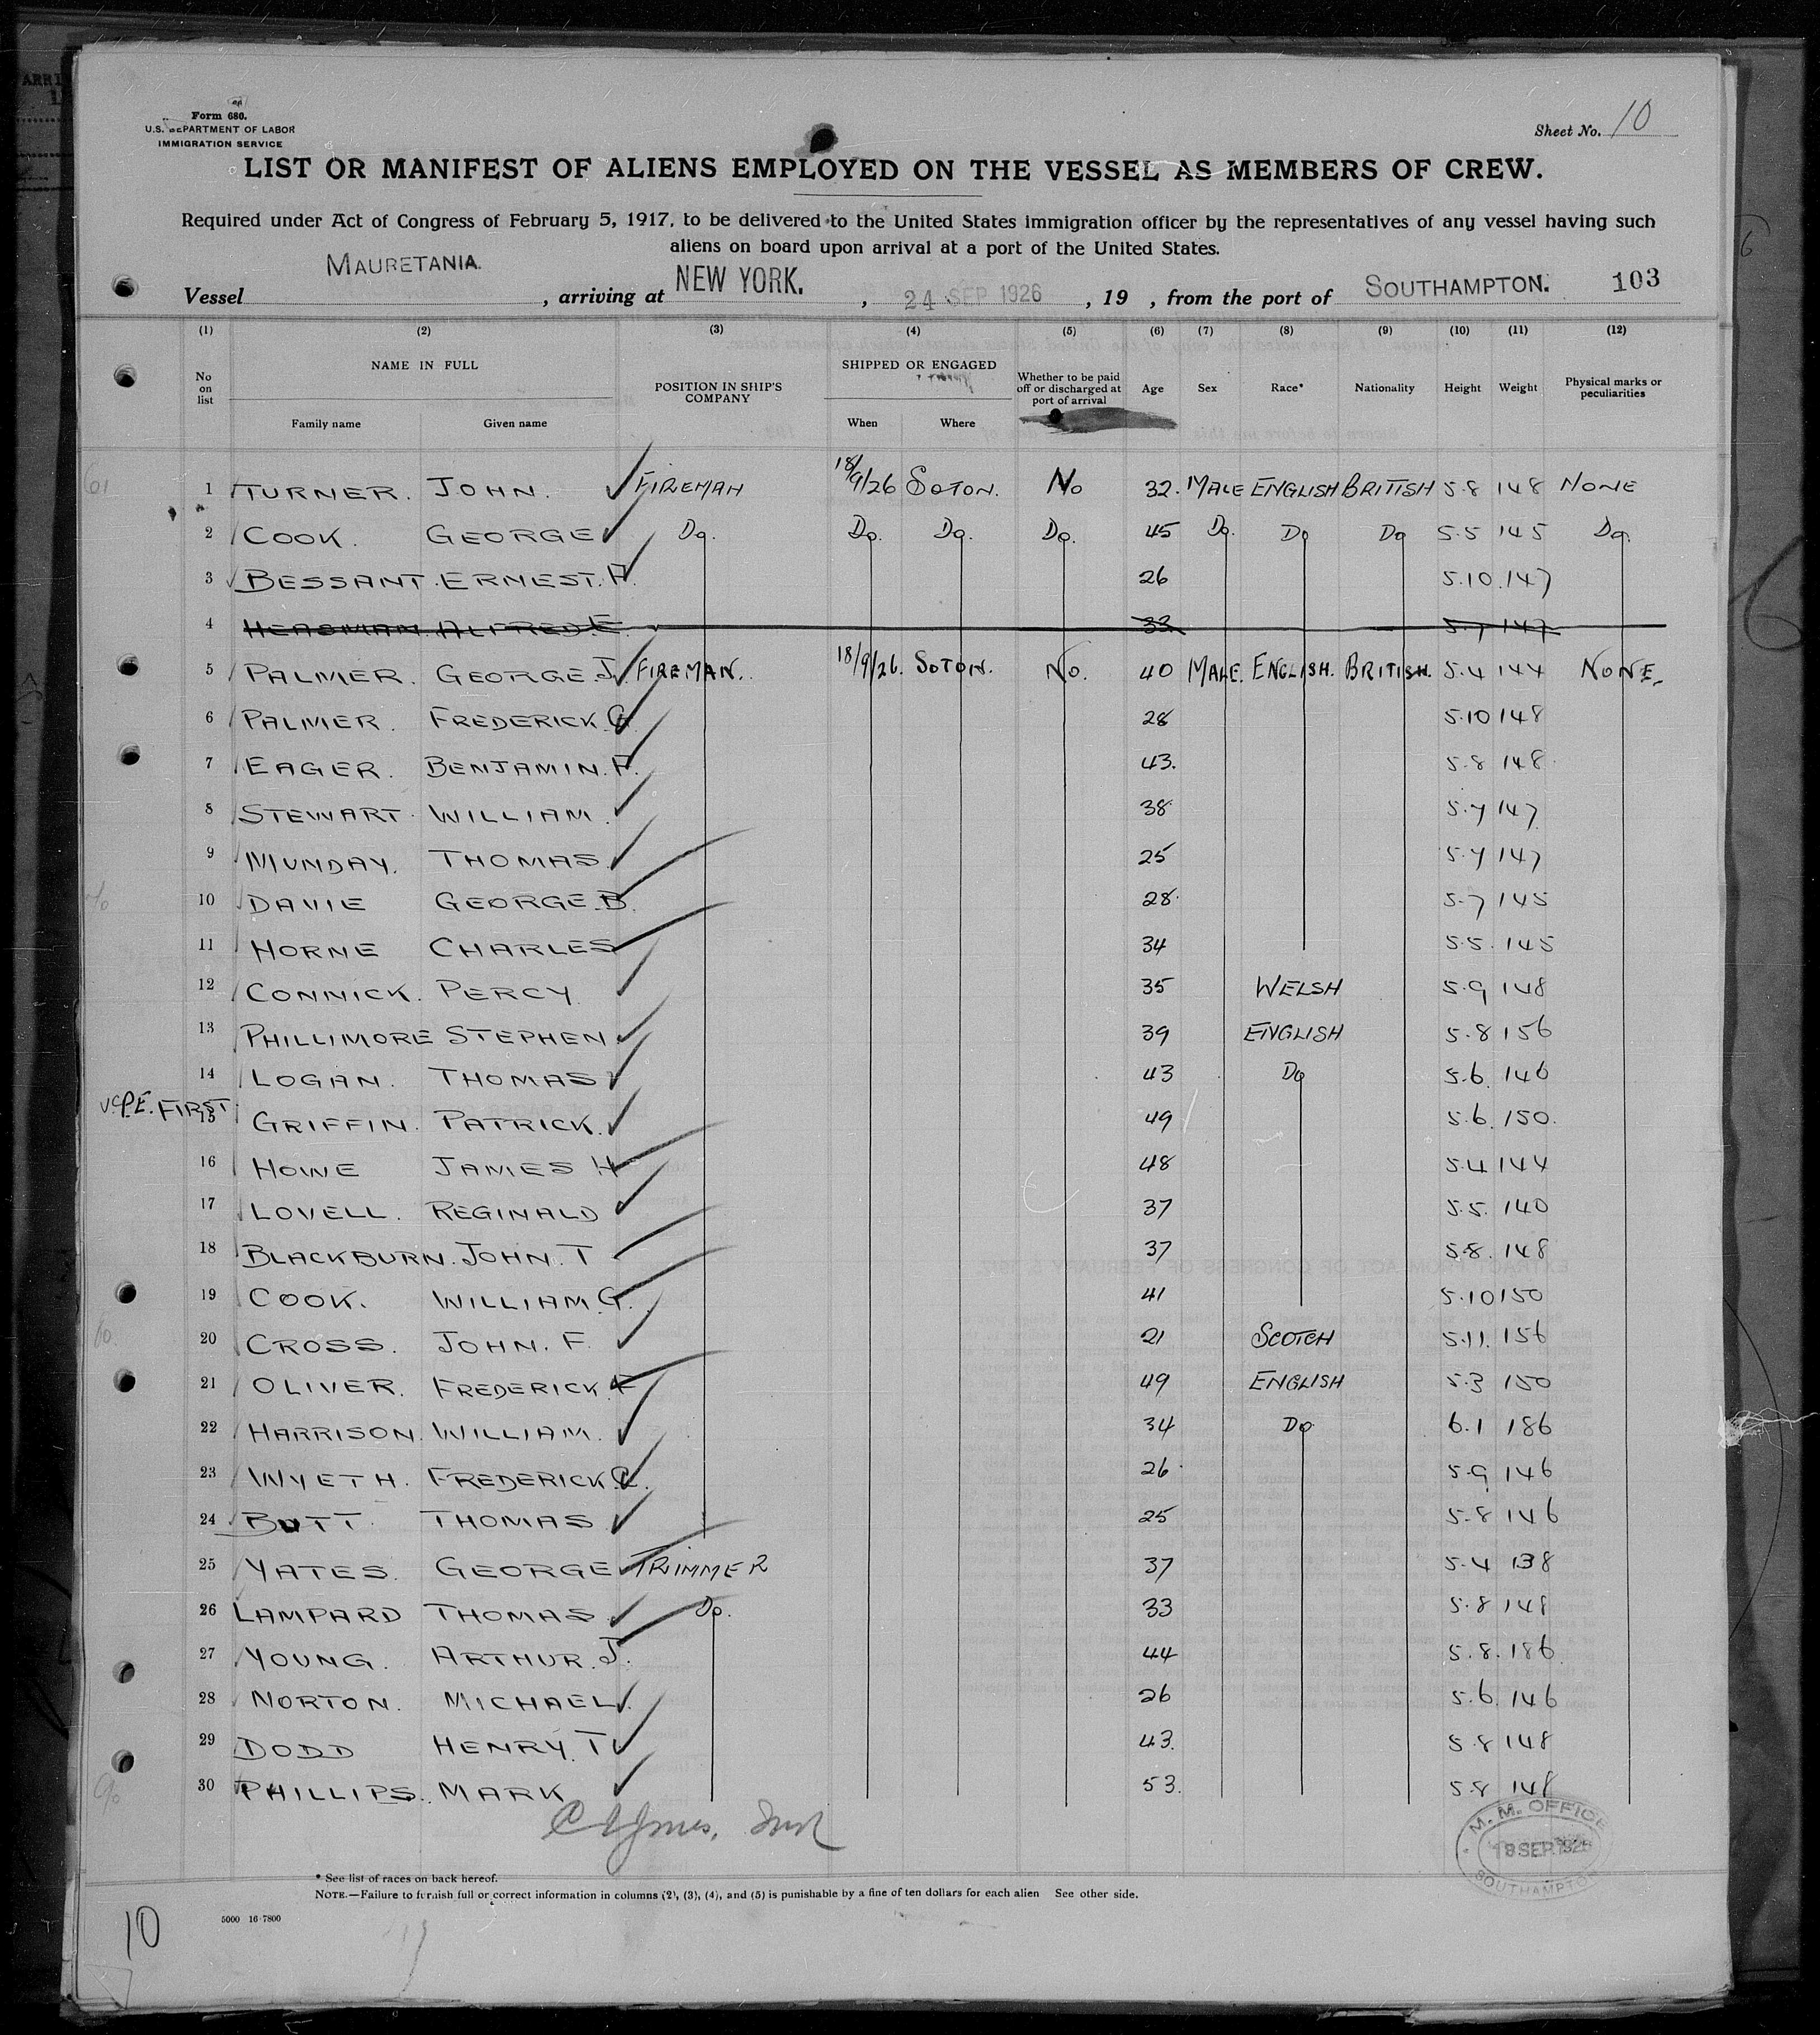 Form 680.
U.S. DEPARTMENT OF LABOR
IMMIGRATION SERVICE
Sheet No. 10
LIST OR MANIFEST OF ALIENS EMPLOYED ON THE VESSEL AS MEMBERS OF CREW.
Required under Act of Congress of February 5, 1917, to be delivered to the United States immigration officer by the representatives of any vessel having such
aliens on board upon arrival at a port of the United States.
Vessel MAURETANIA. , arriving at NEW YORK. , 24 SEP 1926 , 19 , from the port of SOUTHAMPTON. 103
(1) (2) (3) (4) (5) (6) (7) (8) (9) (10) (11) (12)
No on list NAME IN FULL Family name Given name POSITION IN SHIP'S COMPANY SHIPPED OR ENGAGED When Where Whether to be paid off or discharged at port of arrival Age Sex Race* Nationality Height Weight Physical marks or peculiarities
1 TURNER. JOHN. FIREMAN 18/9/26 SOTON. No 32. MALE ENGLISH BRITISH 5.8 148 NONE
2 COOK. GEORGE Do. Do. Do. Do. 45 Do. Do Do 5.5 145 Do.
3 BESSANT. ERNEST. A. 26 5.10. 147
4 HEADMAN ALFRED. E. 33 5.7 147
5 PALMER. GEORGE. J. FIREMAN. 18/9/26. SOTON. No. 40 MALE. ENGLISH. BRITISH. 5.4 144 NONE.
6 PALMER. FREDERICK G 28 5.10 148
7 EAGER. BENJAMIN. F. 43. 5.8 148.
8 STEWART. WILLIAM. 38 5.7 147
9 MUNDAY. THOMAS 25 5.7 147
10 DAVIE GEORGE. B. 28. 5.7 145
11 HORNE CHARLES 34 5.5. 145
12 CONNICK. PERCY 35 WELSH 5.9 148
13 PHILLIMORE STEPHEN 39 ENGLISH 5.8 156
14 LOGAN. THOMAS 43 Do 5.6. 146
VC P.E. FIRST.
15 GRIFFIN. PATRICK. 49 5.6. 150.
16 HOWE JAMES H 48 5.4 144
17 LOVELL. REGINALD 37 5.5. 140
18 BLACKBURN. JOHN. T 37 5.8. 148
19 COOK. WILLIAM. G. 41 5.10 150
20 CROSS. JOHN. F. 21 SCOTCH 5.11. 156
21 OLIVER. FREDERICK. F 49 ENGLISH 5.3 150
22 HARRISON. WILLIAM. 34 Do. 6.1 186
23 WYETH. FREDERICK. C. 26 5.9 146
24 BUTT. THOMAS 25 5.8 146
25 YATES. GEORGE TRIMMER 37 5.4 138
26 LAMPARD THOMAS Do. 33 5.8 148
27 YOUNG. ARTHUR. J. 44 5.8. 186
28 NORTON. MICHAEL. 26 5.6. 146
29 DODD HENRY. T 43. 5.8 148
30 PHILLIPS. MARK 53. 5.8 148
M. M. OFFICE
18 SEP 1926
SOUTHAMPTON
* See list of races on back hereof.
NOTE.—Failure to furnish full or correct information in columns (2), (3), (4), and (5) is punishable by a fine of ten dollars for each alien See other side.
5000 16-7800
10